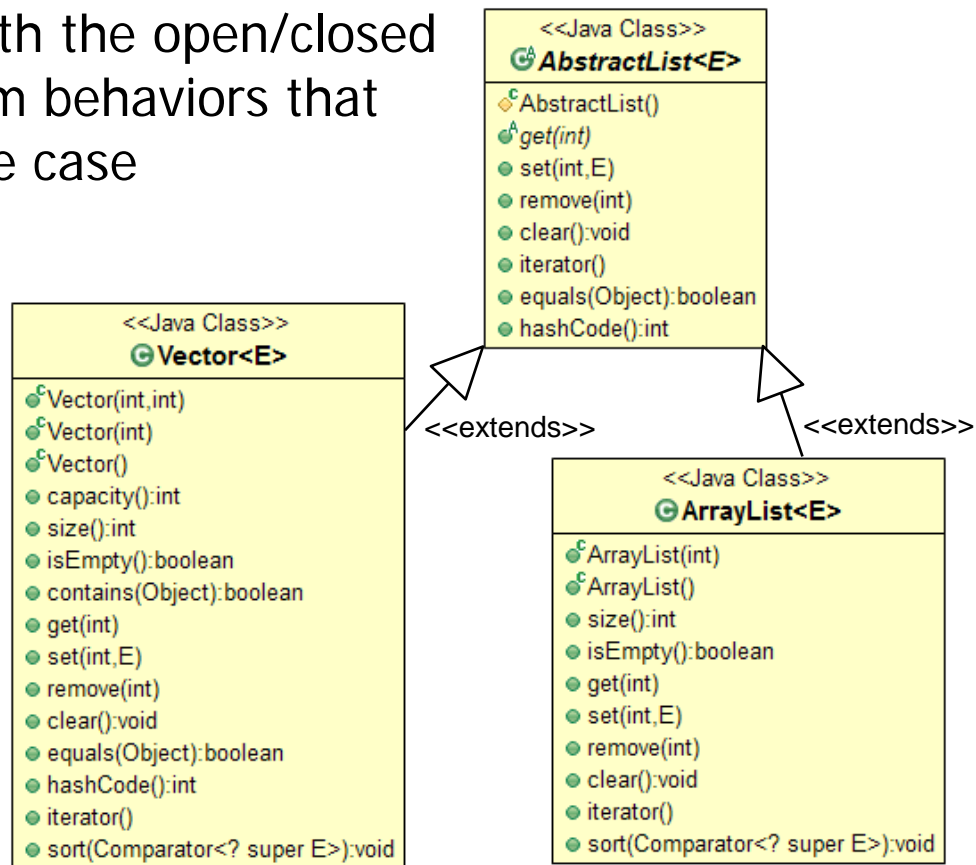 th the open/closed
m behaviors that
e case
<<Java Class>>
AbstractList<E>
AbstractList()
get(int)
set(int,E)
remove(int)
clear():void
iterator()
equals(Object):boolean
hashCode():int
<<Java Class>>
Vector<E>
Vector(int,int)
Vector(int)
Vector()
capacity():int
size():int
isEmpty():boolean
contains(Object):boolean
get(int)
set(int,E)
remove(int)
clear():void
equals(Object):boolean
hashCode():int
iterator()
sort(Comparator<? super E>):void
<<extends>>
<<extends>>
<<Java Class>>
ArrayList<E>
ArrayList(int)
ArrayList()
size():int
isEmpty():boolean
get(int)
set(int,E)
remove(int)
clear():void
iterator()
sort(Comparator<? super E>):void